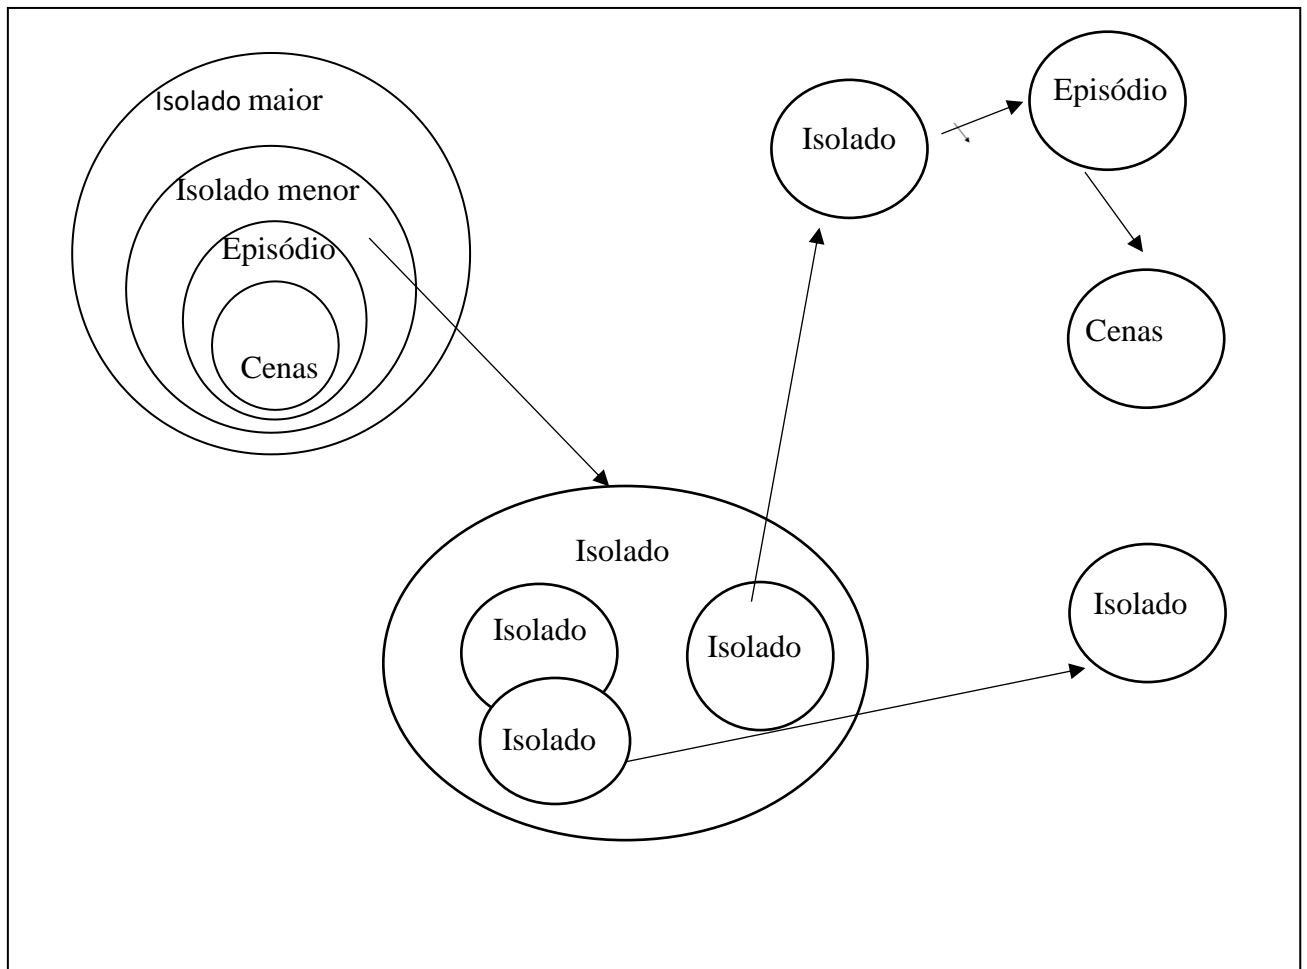 Isolado maior
Isolado menor
Episódio
Cenas
Isolado
Episódio
Cenas
Isolado
Isolado
Isolado
Isolado
Isolado